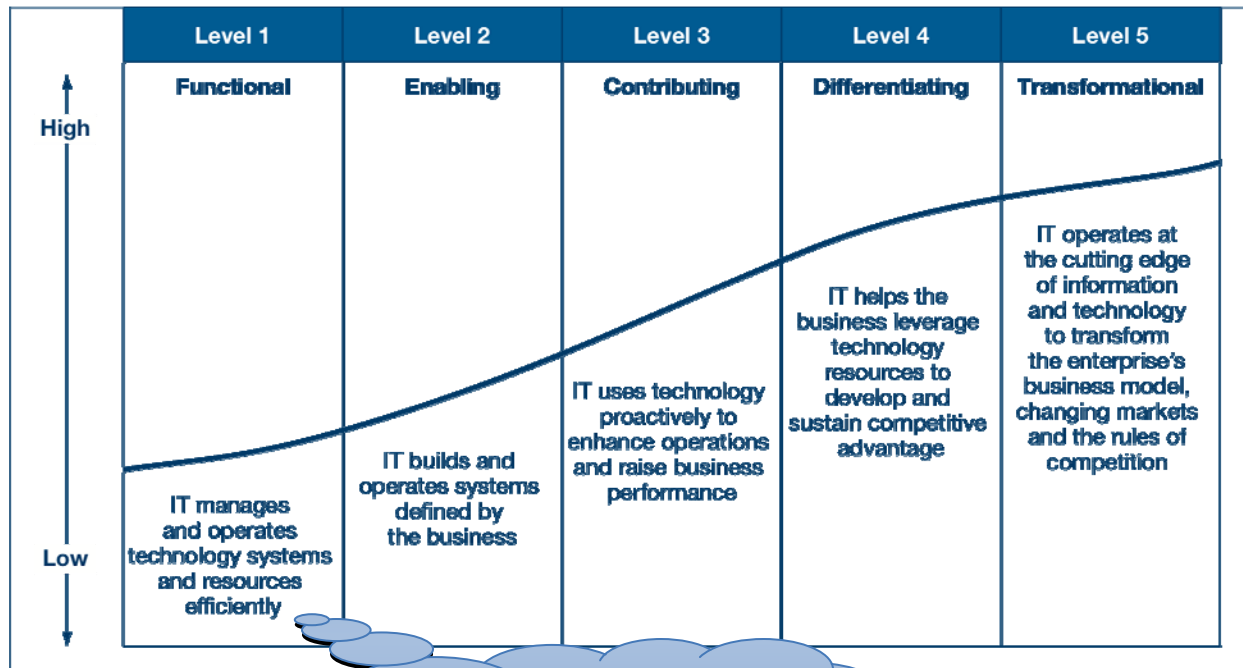 Level 1
Level 2
Level 3
Level 4
Level 5
Functional
Enabling
Contributing
Differentiating
Transformational
High
Low
IT manages
and operates
technology systems
and resources
efficiently
IT builds and
operates systems
defined by
the business
IT uses technology
proactively to
enhance operations
and raise business
performance
IT helps the
business leverage
technology
resources to
develop and
sustain competitive
advantage
IT operates at
the cutting edge
of information
and technology
to transform
the enterprise's
business model,
changing markets
and the rules of
competition